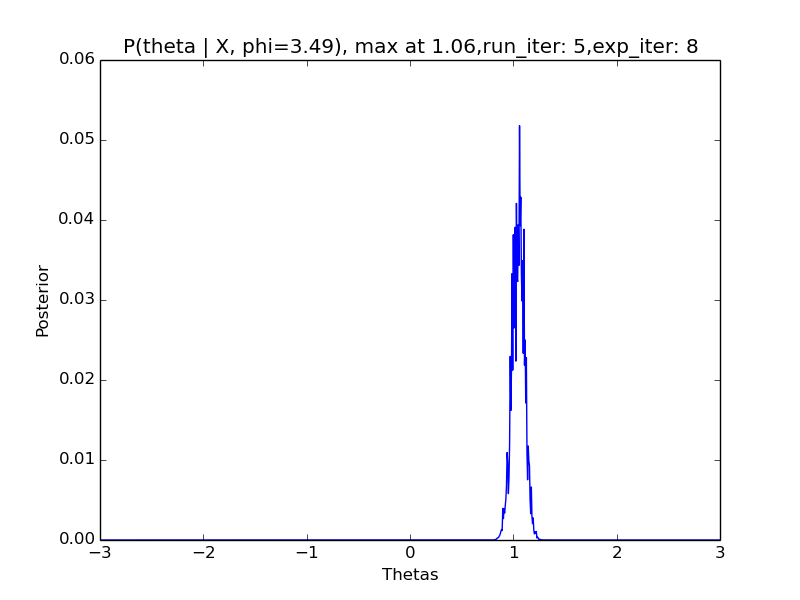 P(theta | X, phi=3.49), max at 1.06,run_iter: 5,exp_iter: 8
0.06
0.05
0.04
0.03
0.02
0.01
0.00
Posterior
−3 −2 −1 0 1 2 3
Thetas